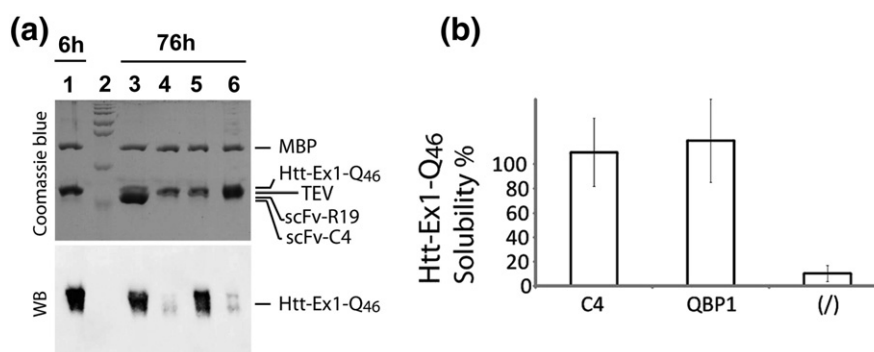 (a)
6h 76h
1 2 3 4 5 6
Coomassie blue
MBP
Htt-Ex1-Q46
TEV
scFv-R19
scFv-C4
WB
Htt-Ex1-Q46
(b)
Htt-Ex1-Q46
Solubility %
100
80
60
40
20
0
C4 QBP1 (/)